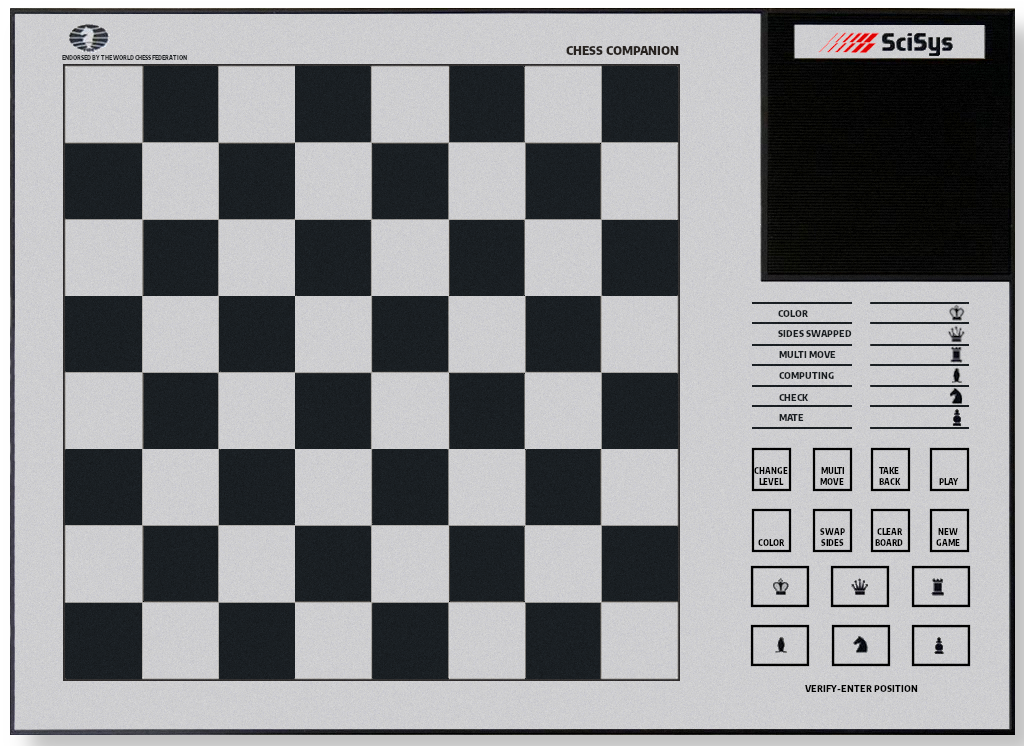 SciSys
CHESS COMPANION
ENDORSED BY THE WORLD CHESS FEDERATION
COLOR
SIDES SWAPPED
MULTI MOVE
COMPUTING
CHECK
MATE
CHANGE LEVEL
MULTI MOVE
TAKE BACK
PLAY
COLOR
SWAP SIDES
CLEAR BOARD
NEW GAME
VERIFY-ENTER POSITION